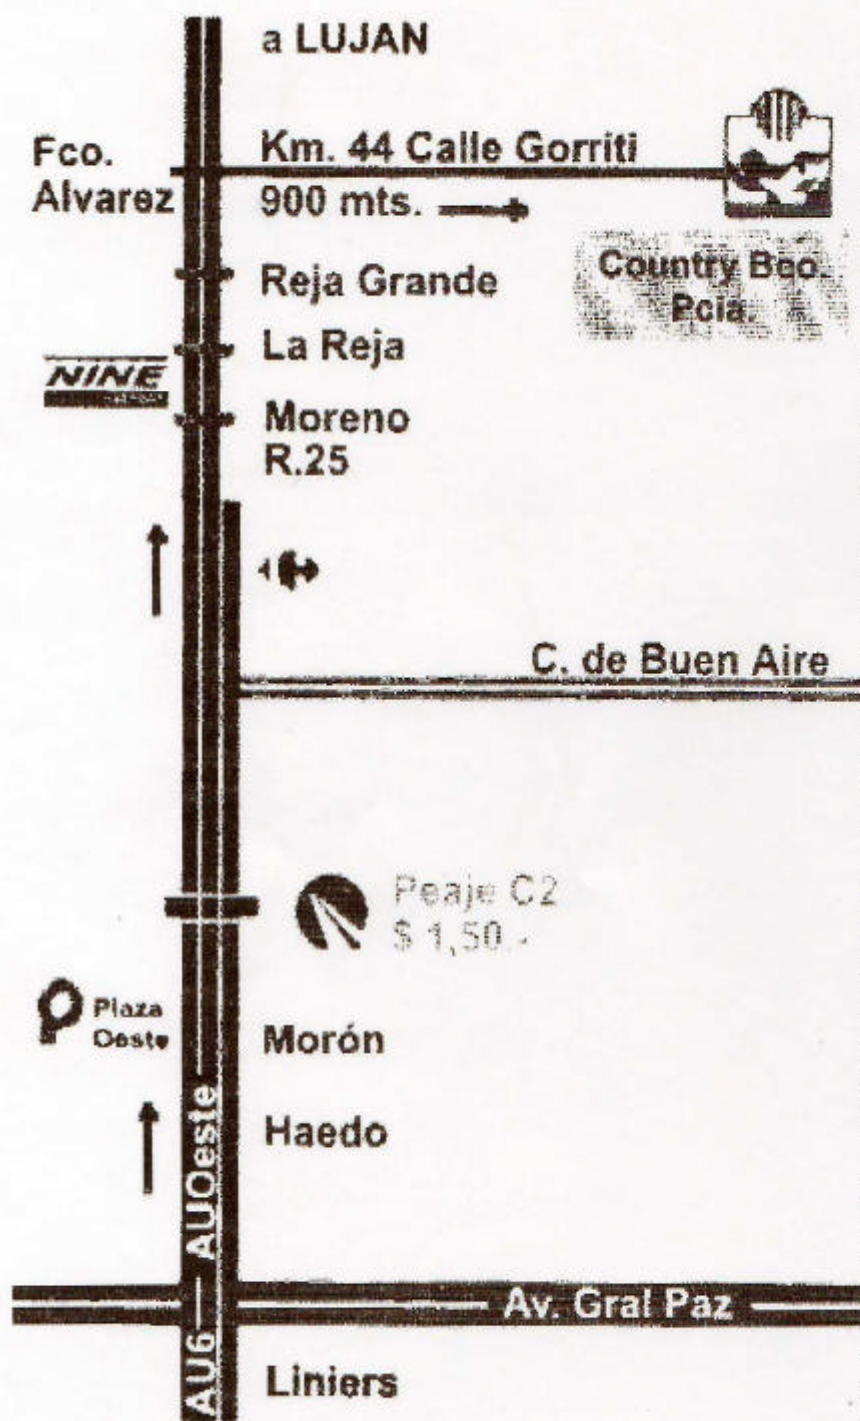 a LUJAN
Fco.
Alvarez
Km. 44 Calle Gorriti
900 mts.
Country Bco.
Pcia.
Reja Grande
La Reja
NINE
Moreno
R.25
C. de Buen Aire
Peaje C2
$ 1,50.-
Plaza
Oeste
Morón
Haedo
AUOeste
Av. Gral Paz
AU6
Liniers